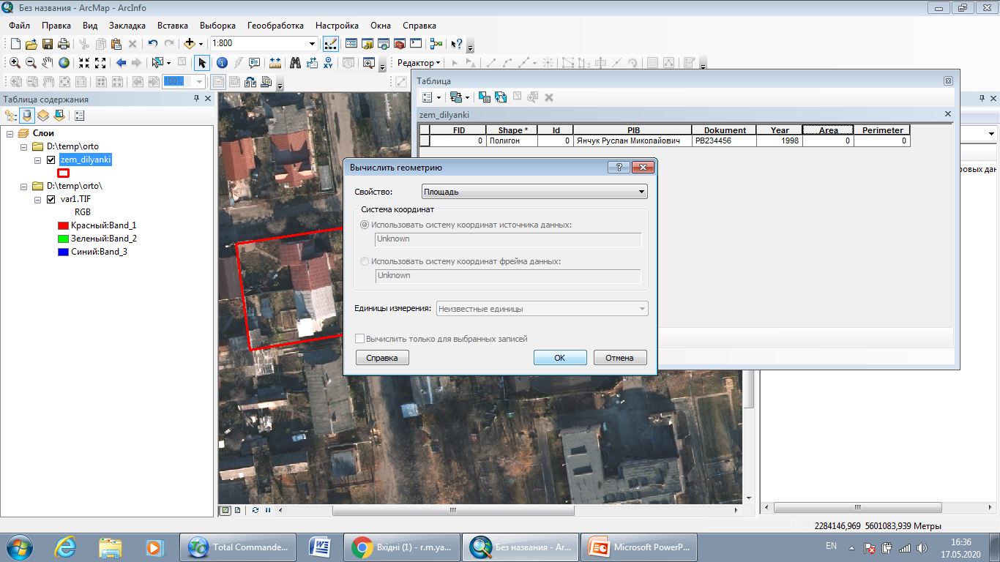 Без названия - ArcMap - ArcInfo
Файл Правка Вид Закладка Вставка Выборка Геообработка Настройка Окна Справка
1:800
Редактор
100%
Таблица содержания
Слои
D:\temp\orto
zem_dilyanki
D:\temp\orto\
var1.TIF
RGB
Красный:Band_1
Зеленый:Band_2
Синий:Band_3
Таблица
zem_dilyanki
FID Shape * Id PIB Dokument Year Area Perimeter
0 Полигон 0 Янчук Руслан Миколайович PB234456 1998 0 0
Вычислить геометрию
Свойство: Площадь
Система координат
Использовать систему координат источника данных:
Unknown
Использовать систему координат фрейма данных:
Unknown
Единицы измерения: Неизвестные единицы
Вычислить только для выбранных записей
Справка OK Отмена
2284146,969 5601083,939 Метры
Total Commande...
Вхідні (1) - r.m.ya...
Без названия - Ar...
Microsoft PowerP...
EN
16:36
17.05.2020